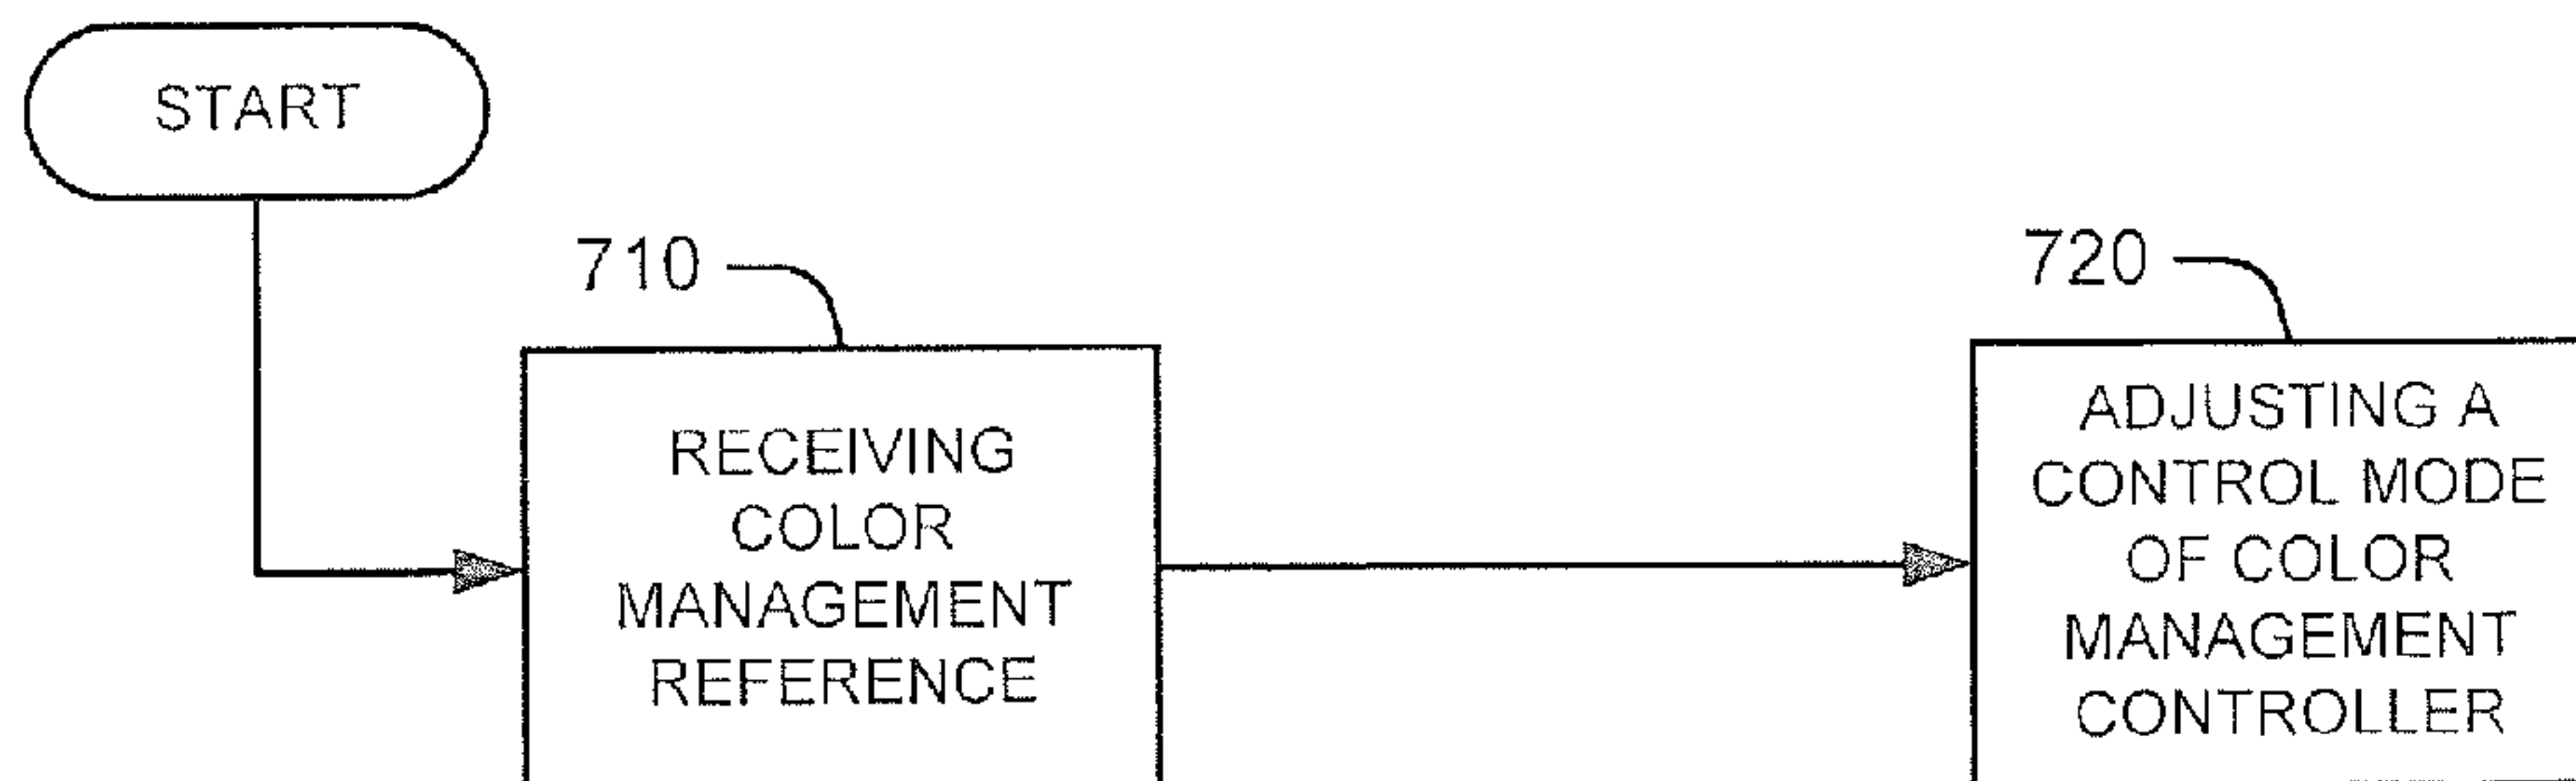 START
710
RECEIVING
COLOR
MANAGEMENT
REFERENCE
720
ADJUSTING A
CONTROL MODE
OF COLOR
MANAGEMENT
CONTROLLER